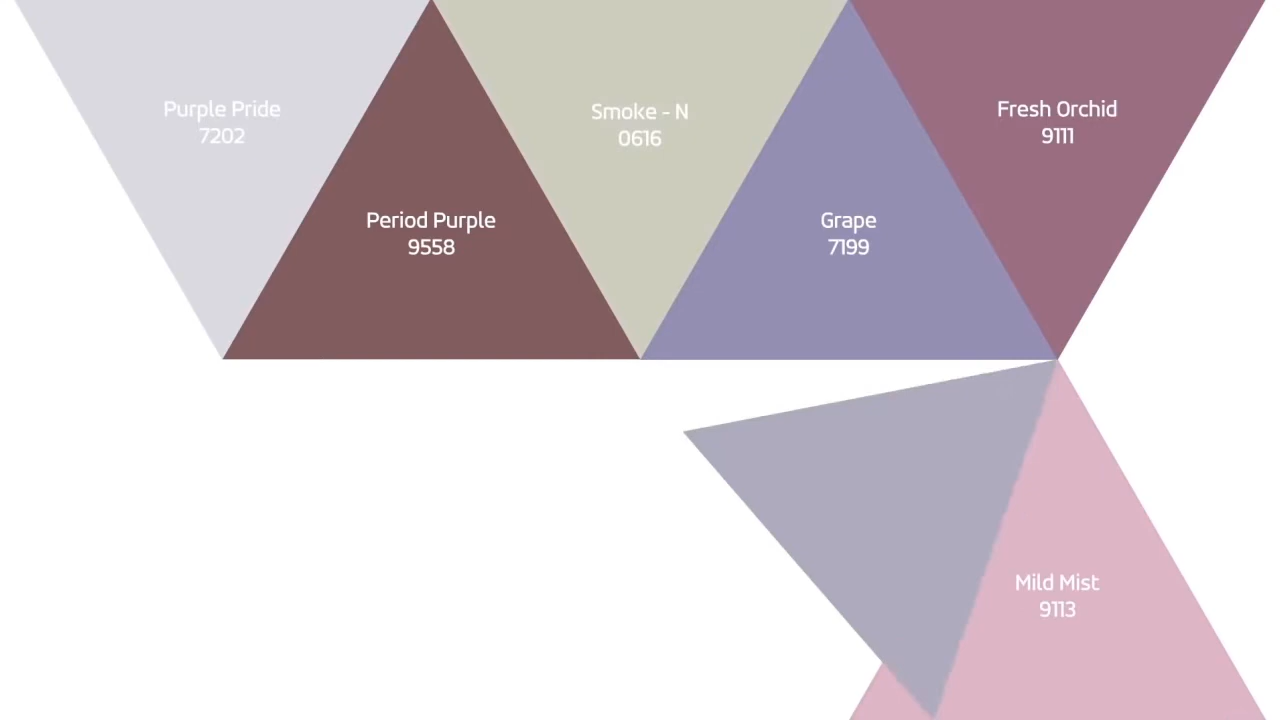 Purple Pride
7202
Period Purple
9558
Smoke - N
0616
Grape
7199
Fresh Orchid
9111
Mild Mist
9113